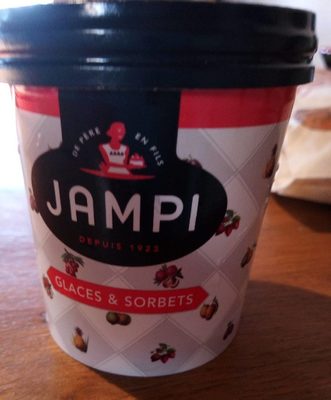 DE PÈRE EN FILS
JAMPI
DEPUIS 1923
GLACES & SORBETS